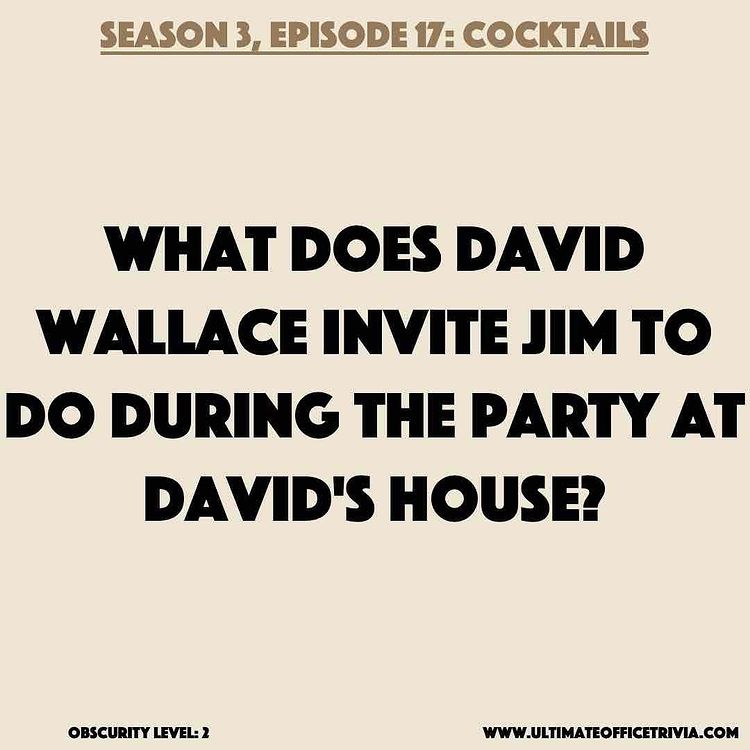 SEASON 3, EPISODE 17: COCKTAILS
WHAT DOES DAVID
WALLACE INVITE JIM TO
DO DURING THE PARTY AT
DAVID'S HOUSE?
OBSCURITY LEVEL: 2
WWW.ULTIMATEOFFICETRIVIA.COM